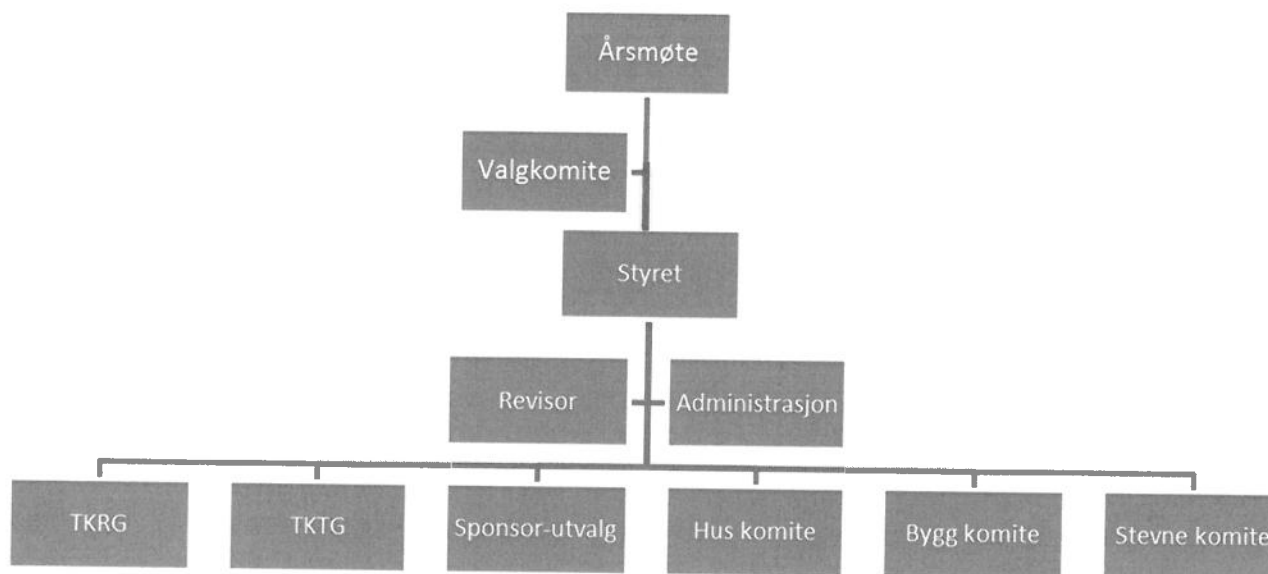 Årsmøte
Valgkomite
Styret
Revisor
Administrasjon
TKRG
TKTG
Sponsor-utvalg
Hus komite
Bygg komite
Stevne komite